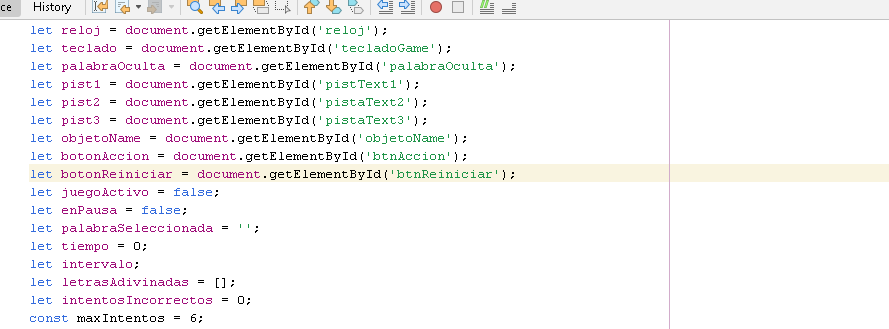 ce History
let reloj = document.getElementById('reloj');
let teclado = document.getElementById('tecladoGame');
let palabraOculta = document.getElementById('palabraOculta');
let pist1 = document.getElementById('pistText1');
let pist2 = document.getElementById('pistaText2');
let pist3 = document.getElementById('pistaText3');
let objetoName = document.getElementById('objetoName');
let botonAccion = document.getElementById('btnAccion');
let botonReiniciar = document.getElementById('btnReiniciar');
let juegoActivo = false;
let enPausa = false;
let palabraSeleccionada = '';
let tiempo = 0;
let intervalo;
let letrasAdivinadas = [];
let intentosIncorrectos = 0;
const maxIntentos = 6;